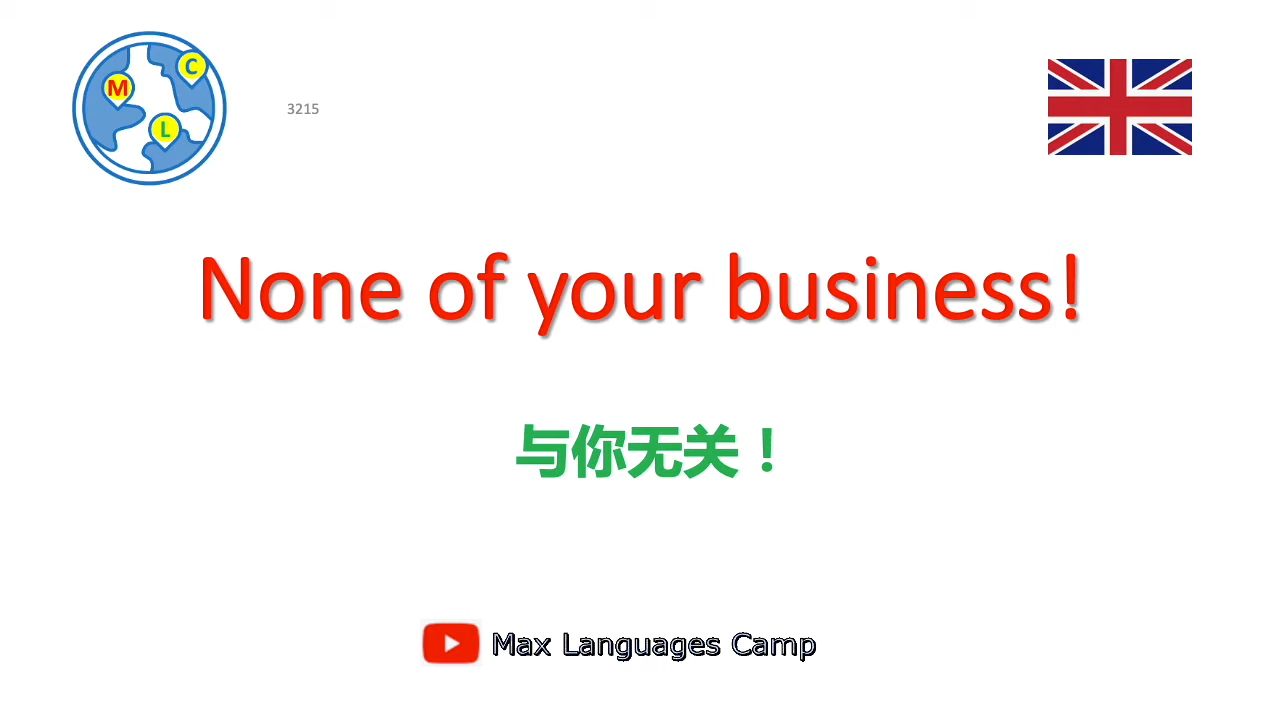 M
C
L
3215
None of your business!
与你无关！
Max Languages Camp